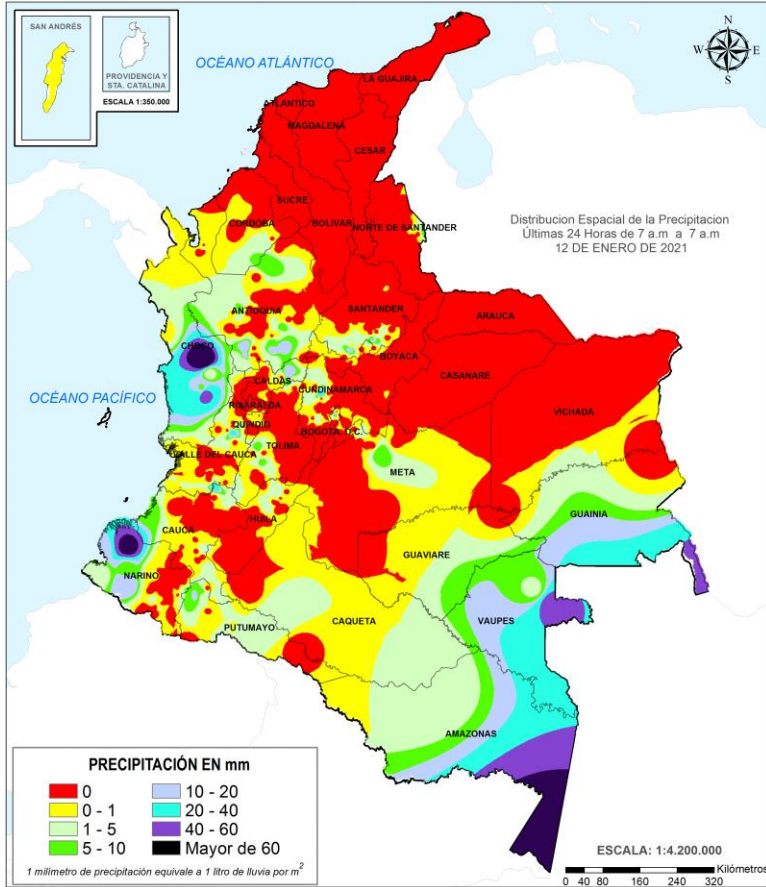 SAN ANDRÉS
PROVIDENCIA Y
STA. CATALINA
ESCALA 1:350.000
OCÉANO ATLÁNTICO
N
W E
S
LA GUAJIRA
ATLANTICO
MAGDALENA
CESAR
SUCRE
CORDOBA
BOLIVAR
NORTE DE SANTANDER
Distribucion Espacial de la Precipitacion
Últimas 24 Horas de 7 a.m a 7 a.m
12 DE ENERO DE 2021
ANTIOQUIA
SANTANDER
ARAUCA
CHOCO
BOYACA
CALDAS
CUNDINAMARCA
CASANARE
OCÉANO PACÍFICO
RISARALDA
VICHADA
QUINDIO
BOGOTA D.C.
TOLIMA
VALLE DEL CAUCA
META
GUAINIA
HUILA
CAUCA
GUAVIARE
NARIÑO
VAUPES
CAQUETA
PUTUMAYO
AMAZONAS
PRECIPITACIÓN EN mm
0 10 - 20
0 - 1 20 - 40
1 - 5 40 - 60
5 - 10 Mayor de 60
1 milímetro de precipitación equivale a 1 litro de lluvia por m2
ESCALA: 1:4.200.000
Kilómetros
0 40 80 160 240 320